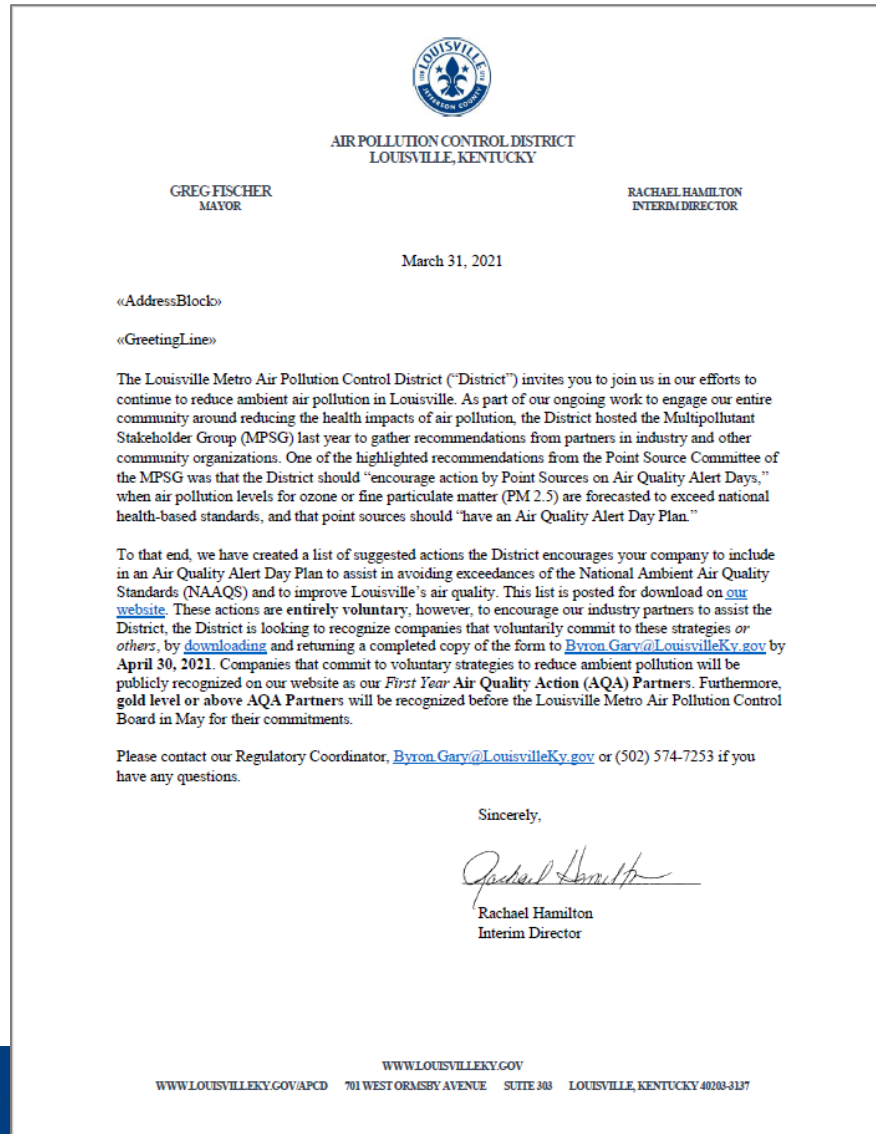 LOUISVILLE
JEFFERSON COUNTY
AIR POLLUTION CONTROL DISTRICT
LOUISVILLE, KENTUCKY
GREG FISCHER
MAYOR
RACHAEL HAMILTON
INTERIM DIRECTOR
March 31, 2021
«AddressBlock»
«GreetingLine»
The Louisville Metro Air Pollution Control District (“District”) invites you to join us in our efforts to
continue to reduce ambient air pollution in Louisville. As part of our ongoing work to engage our entire
community around reducing the health impacts of air pollution, the District hosted the Multipollutant
Stakeholder Group (MPSG) last year to gather recommendations from partners in industry and other
community organizations. One of the highlighted recommendations from the Point Source Committee of
the MPSG was that the District should “encourage action by Point Sources on Air Quality Alert Days,”
when air pollution levels for ozone or fine particulate matter (PM 2.5) are forecasted to exceed national
health-based standards, and that point sources should “have an Air Quality Alert Day Plan.”
To that end, we have created a list of suggested actions the District encourages your company to include
in an Air Quality Alert Day Plan to assist in avoiding exceedances of the National Ambient Air Quality
Standards (NAAQS) and to improve Louisville’s air quality. This list is posted for download on our
website. These actions are entirely voluntary, however, to encourage our industry partners to assist the
District, the District is looking to recognize companies that voluntarily commit to these strategies or
others, by downloading and returning a completed copy of the form to Byron.Gary@LouisvilleKy.gov by
April 30, 2021. Companies that commit to voluntary strategies to reduce ambient pollution will be
publicly recognized on our website as our First Year Air Quality Action (AQA) Partners. Furthermore,
gold level or above AQA Partners will be recognized before the Louisville Metro Air Pollution Control
Board in May for their commitments.
Please contact our Regulatory Coordinator, Byron.Gary@LouisvilleKy.gov or (502) 574-7253 if you
have any questions.
Sincerely,
Rachael Hamilton
Rachael Hamilton
Interim Director
WWW.LOUISVILLEKY.GOV
WWW.LOUISVILLEKY.GOV/APCD 701 WEST ORMSBY AVENUE SUITE 303 LOUISVILLE, KENTUCKY 40203-3137